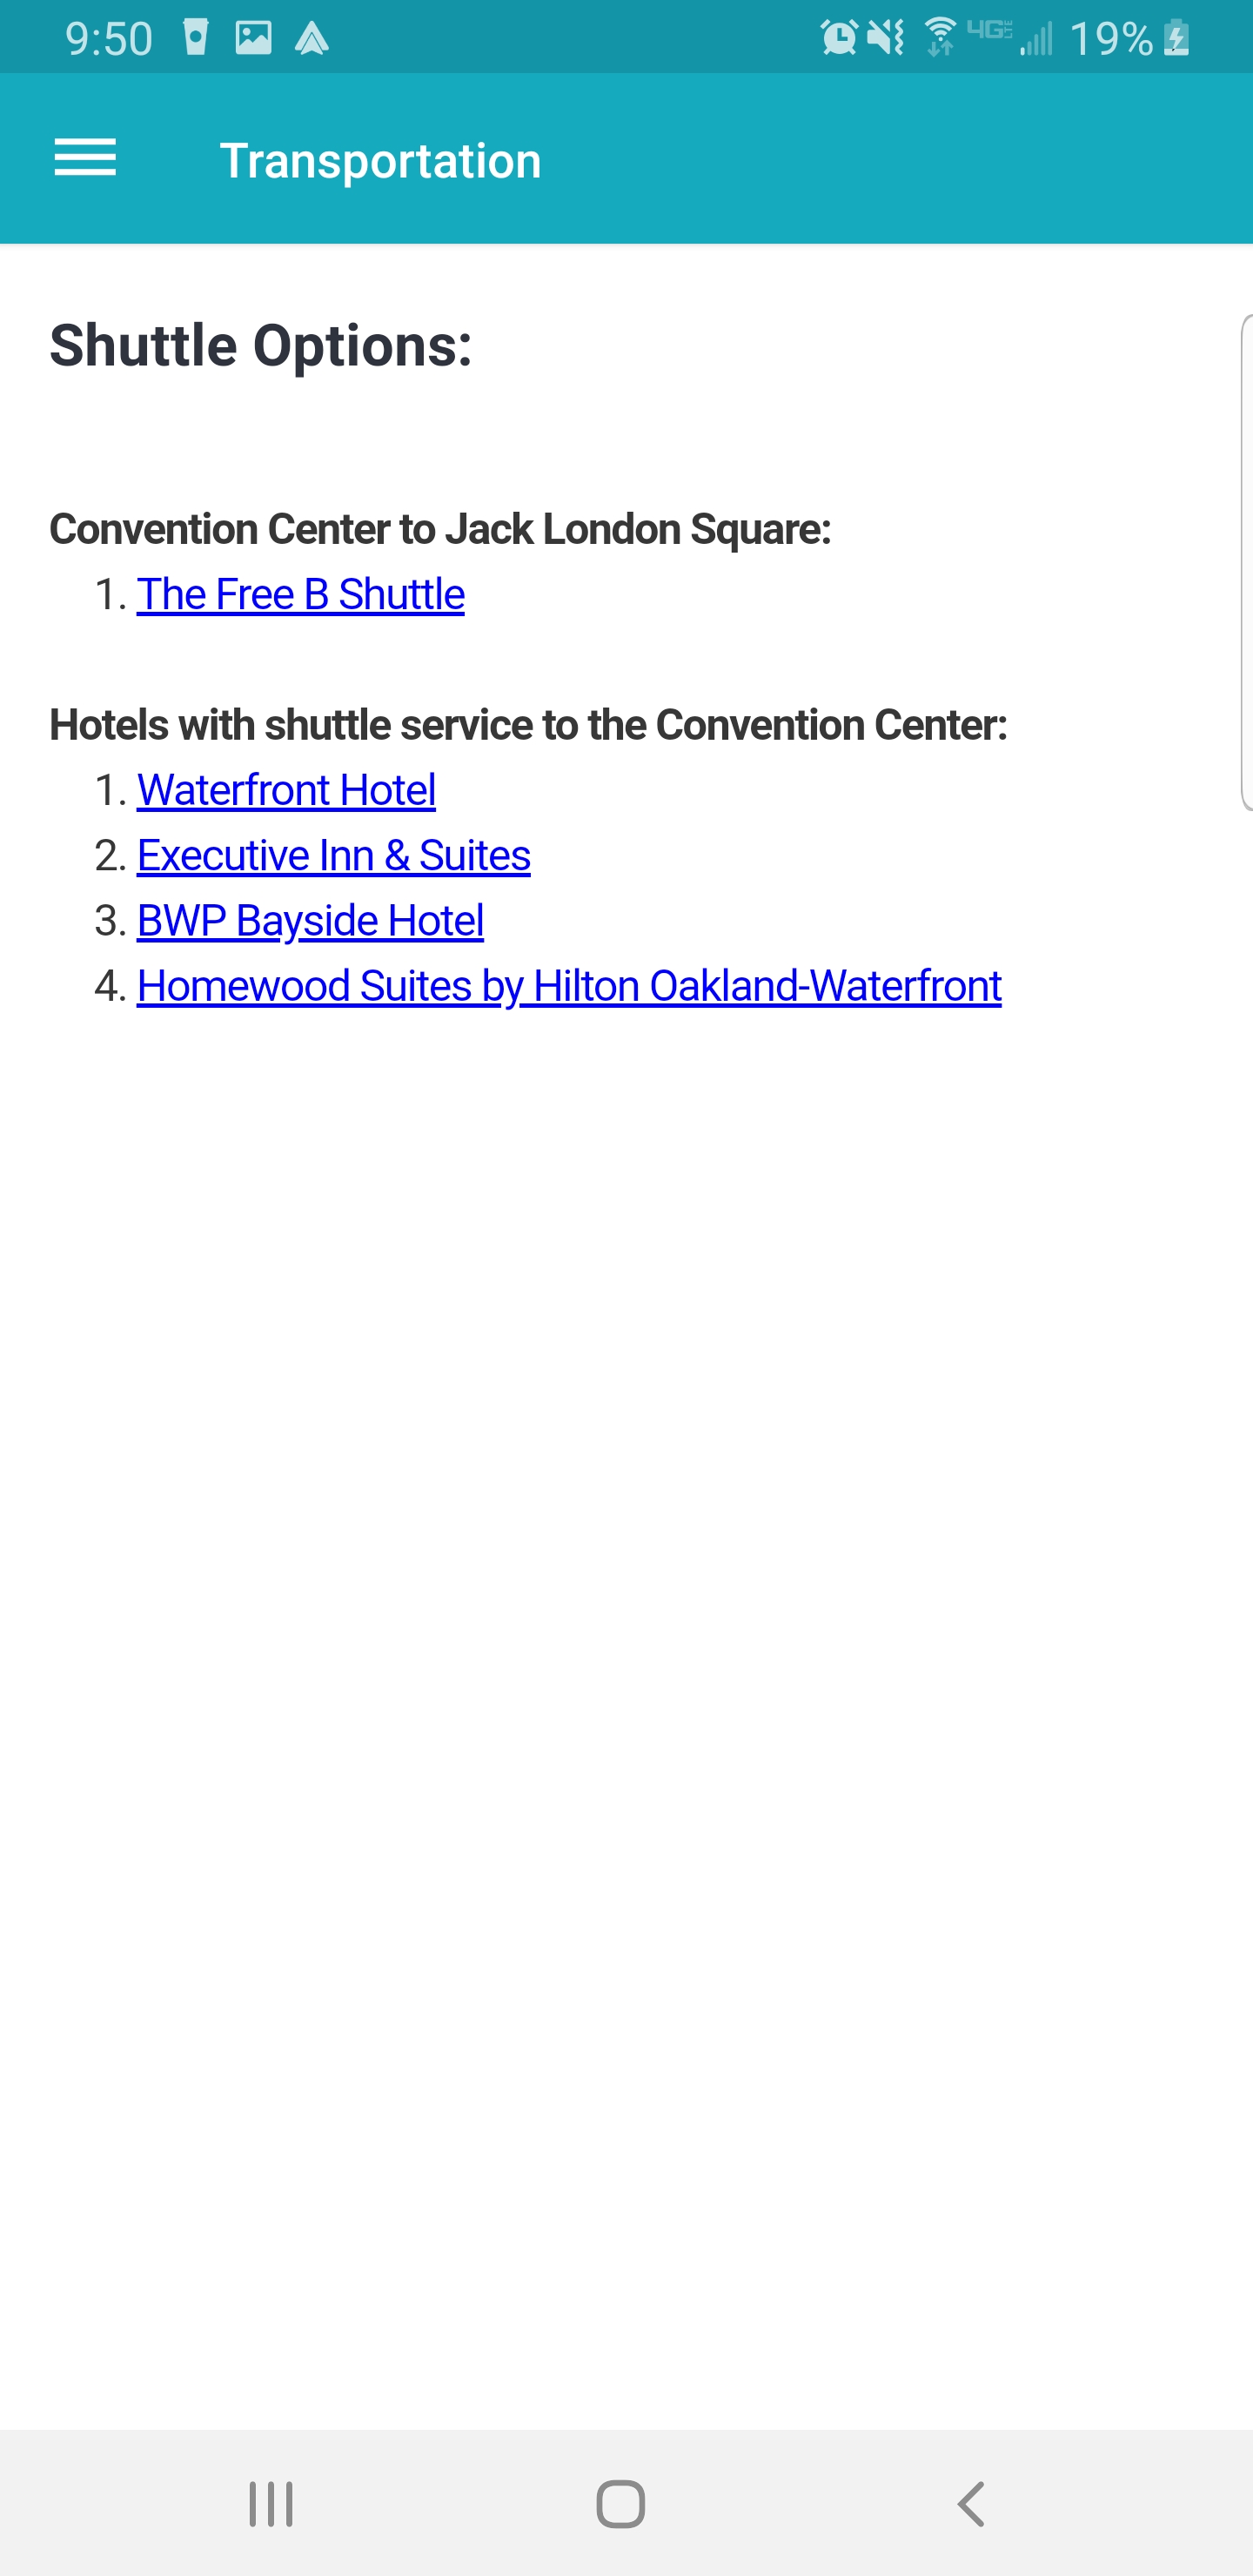 9:50
4G LTE 19%
Transportation
Shuttle Options:
Convention Center to Jack London Square:
1. The Free B Shuttle
Hotels with shuttle service to the Convention Center:
1. Waterfront Hotel
2. Executive Inn & Suites
3. BWP Bayside Hotel
4. Homewood Suites by Hilton Oakland-Waterfront